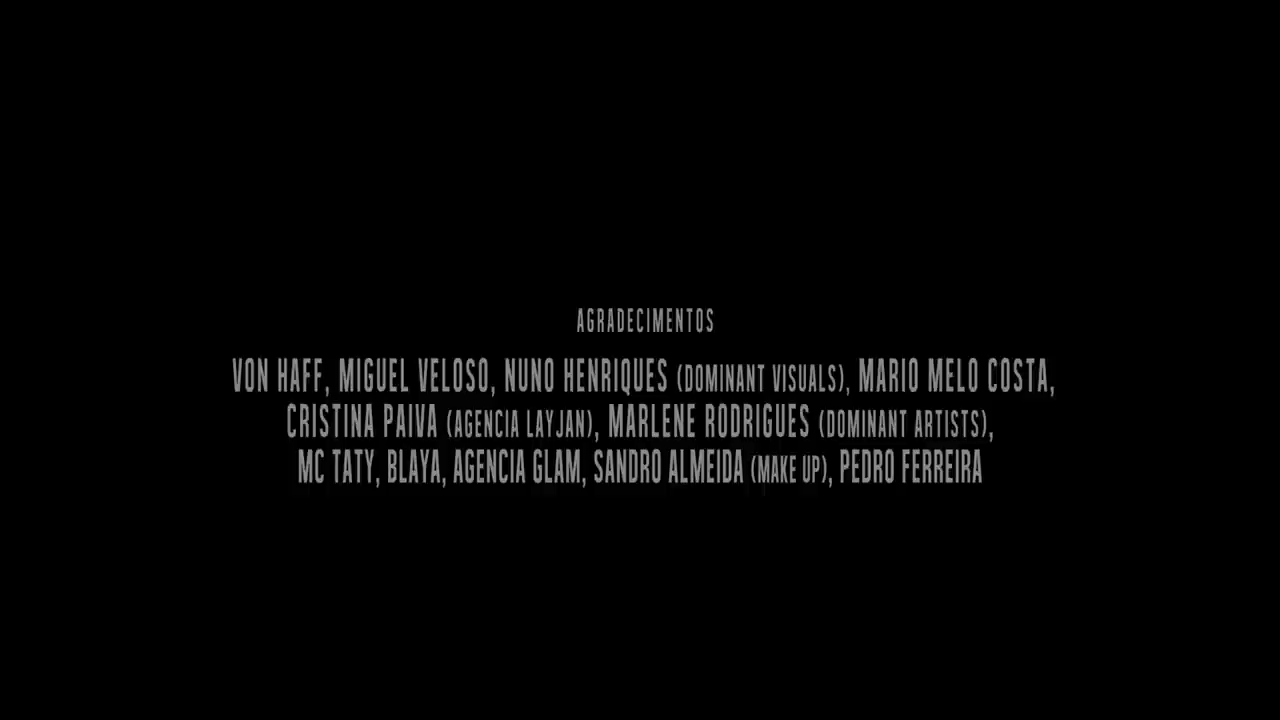 AGRADECIMENTOS
VON HAFF, MIGUEL VELOSO, NUNO HENRIQUES (DOMINANT VISUALS), MARIO MELO COSTA,
CRISTINA PAIVA (AGENCIA LAYJAN), MARLENE RODRIGUES (DOMINANT ARTISTS),
MC TATY, BLAYA, AGENCIA GLAM, SANDRO ALMEIDA (MAKE UP), PEDRO FERREIRA